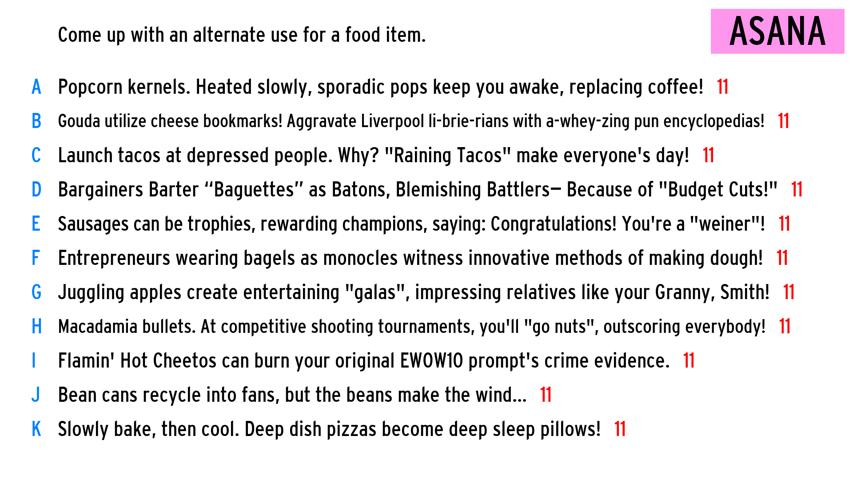 Come up with an alternate use for a food item.
ASANA
A Popcorn kernels. Heated slowly, sporadic pops keep you awake, replacing coffee! 11
B Gouda utilize cheese bookmarks! Aggravate Liverpool li-brie-rians with a-whey-zing pun encyclopedias! 11
C Launch tacos at depressed people. Why? "Raining Tacos" make everyone's day! 11
D Bargainers Barter “Baguettes” as Batons, Blemishing Battlers— Because of "Budget Cuts!" 11
E Sausages can be trophies, rewarding champions, saying: Congratulations! You're a "weiner"! 11
F Entrepreneurs wearing bagels as monocles witness innovative methods of making dough! 11
G Juggling apples create entertaining "galas", impressing relatives like your Granny, Smith! 11
H Macadamia bullets. At competitive shooting tournaments, you'll "go nuts", outscoring everybody! 11
I Flamin' Hot Cheetos can burn your original EWOW10 prompt's crime evidence. 11
J Bean cans recycle into fans, but the beans make the wind... 11
K Slowly bake, then cool. Deep dish pizzas become deep sleep pillows! 11